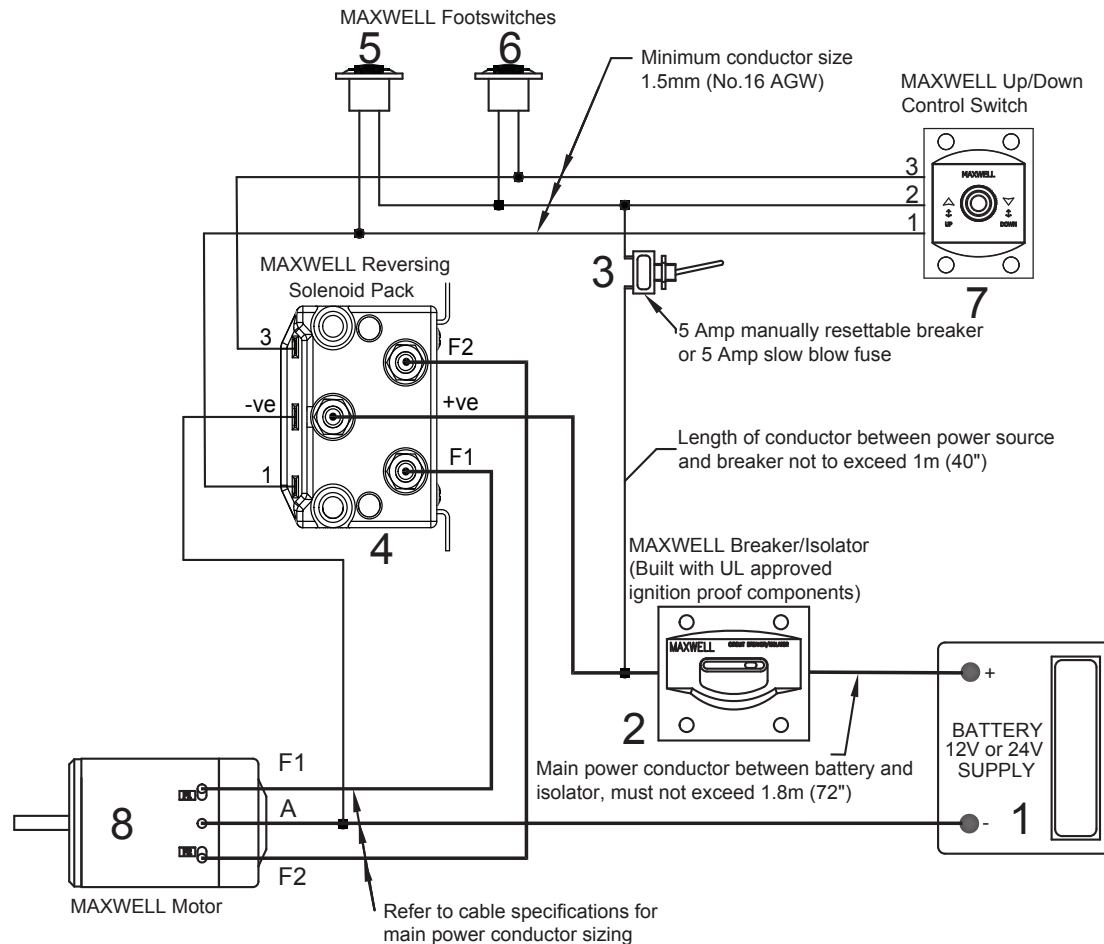 MAXWELL Footswitches
5
6
Minimum conductor size
1.5mm (No.16 AGW)
MAXWELL Up/Down
Control Switch
3
2
1
MAXWELL
UP
DOWN
7
3
5 Amp manually resettable breaker
or 5 Amp slow blow fuse
MAXWELL Reversing
Solenoid Pack
3
F2
-ve
+ve
F1
1
4
Length of conductor between power source
and breaker not to exceed 1m (40")
MAXWELL Breaker/Isolator
(Built with UL approved
ignition proof components)
MAXWELL
CIRCUIT BREAKER/ISOLATOR
2
+
BATTERY
12V or 24V
SUPPLY
-
1
Main power conductor between battery and
isolator, must not exceed 1.8m (72")
F1
A
F2
8
MAXWELL Motor
Refer to cable specifications for
main power conductor sizing